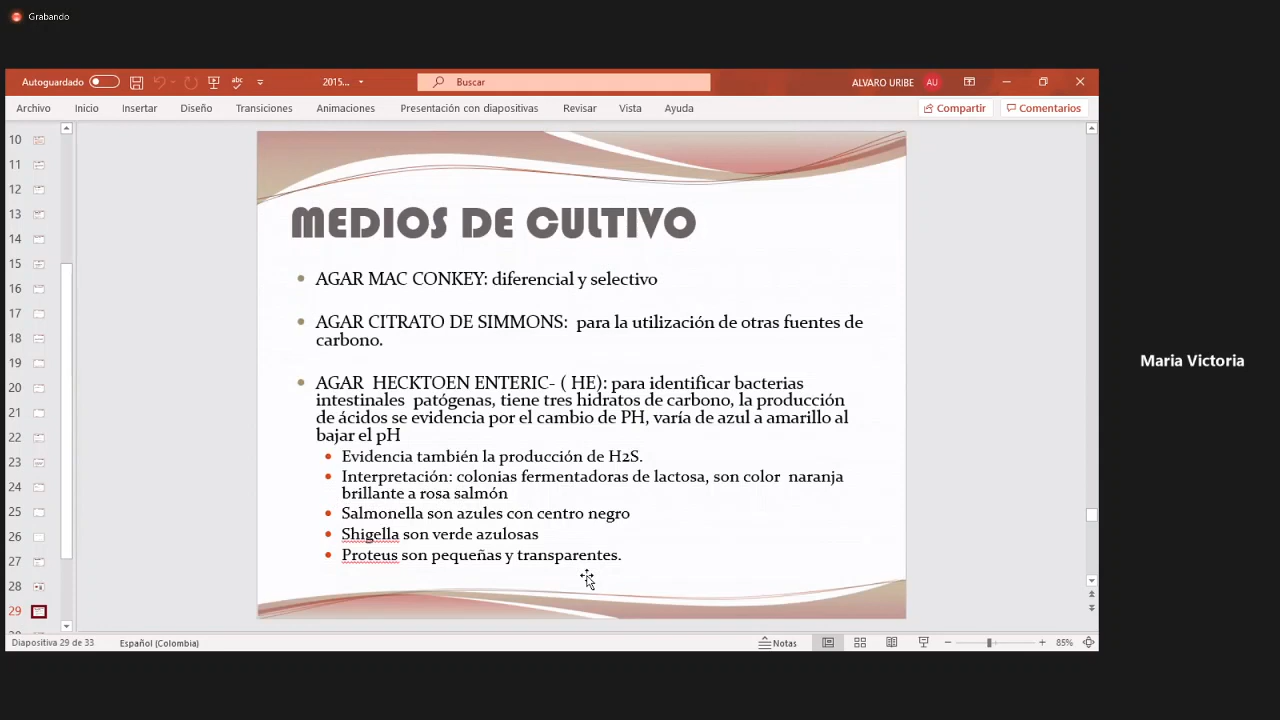 Grabando
Autoguardado
abc
2015...
Buscar
ALVARO URIBE
AU
Archivo
Inicio
Insertar
Diseño
Transiciones
Animaciones
Presentación con diapositivas
Revisar
Vista
Ayuda
Compartir
Comentarios
10
11
12
13
14
15
16
17
18
19
20
21
22
23
24
25
26
27
28
29
MEDIOS DE CULTIVO
AGAR MAC CONKEY: diferencial y selectivo
AGAR CITRATO DE SIMMONS: para la utilización de otras fuentes de
carbono.
AGAR HECKTOEN ENTERIC- ( HE): para identificar bacterias
intestinales patógenas, tiene tres hidratos de carbono, la producción
de ácidos se evidencia por el cambio de PH, varía de azul a amarillo al
bajar el pH
Evidencia también la producción de H2S.
Interpretación: colonias fermentadoras de lactosa, son color naranja
brillante a rosa salmón
Salmonella son azules con centro negro
Shigella son verde azulosas
Proteus son pequeñas y transparentes.
Maria Victoria
Diapositiva 29 de 33
Español (Colombia)
Notas
85%